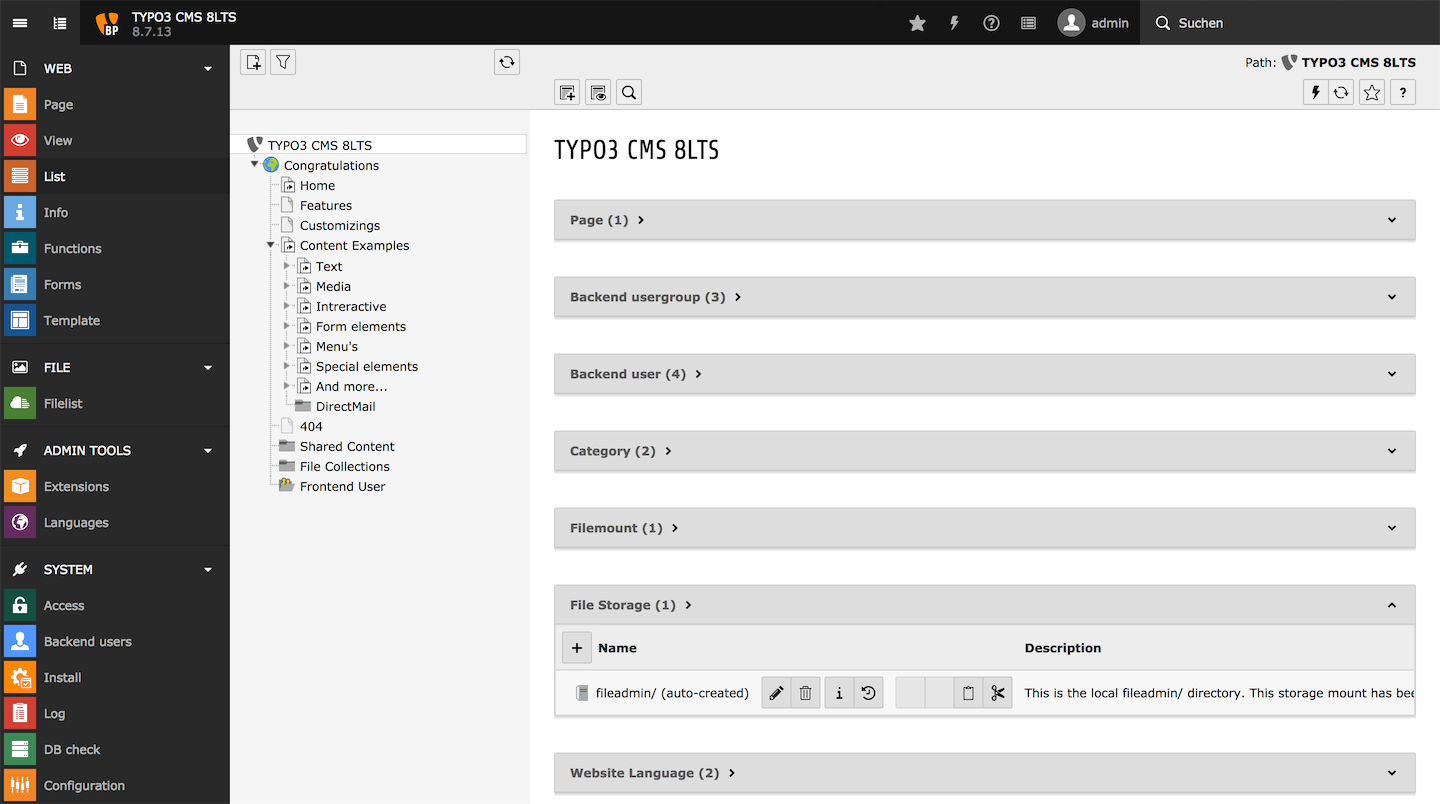 TYPO3 CMS 8LTS
8.7.13
BP
admin
Suchen
WEB
Page
View
List
Info
Functions
Forms
Template
FILE
Filelist
ADMIN TOOLS
Extensions
Languages
SYSTEM
Access
Backend users
Install
Log
DB check
Configuration
TYPO3 CMS 8LTS
Congratulations
Home
Features
Customizings
Content Examples
Text
Media
Intreractive
Form elements
Menu's
Special elements
And more...
DirectMail
404
Shared Content
File Collections
Frontend User
Path: TYPO3 CMS 8LTS
TYPO3 CMS 8LTS
Page (1)
Backend usergroup (3)
Backend user (4)
Category (2)
Filemount (1)
File Storage (1)
Name Description
fileadmin/ (auto-created) This is the local fileadmin/ directory. This storage mount has bee
Website Language (2)